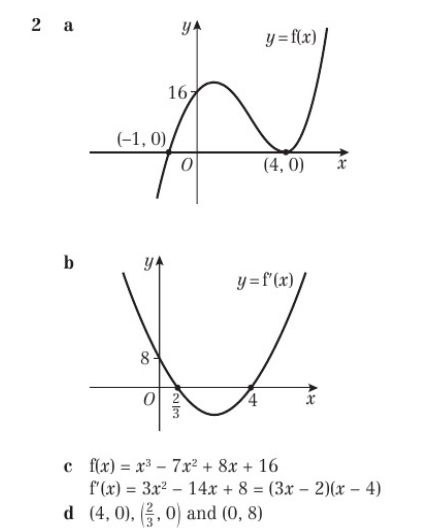 2 a
y
y = f(x)
16
(–1, 0)
O
(4, 0)
x
b
y
y = f′(x)
8
O
2/3
4
x
c f(x) = x³ – 7x² + 8x + 16
f′(x) = 3x² – 14x + 8 = (3x – 2)(x – 4)
d (4, 0), (2/3, 0) and (0, 8)